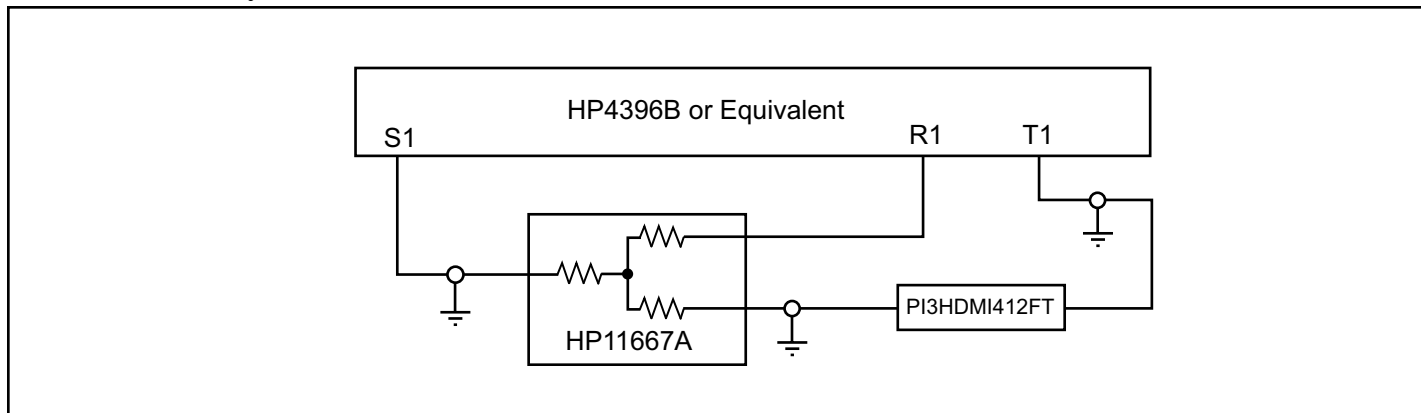 HP4396B or Equivalent
S1
R1
T1
PI3HDMI412FT
HP11667A